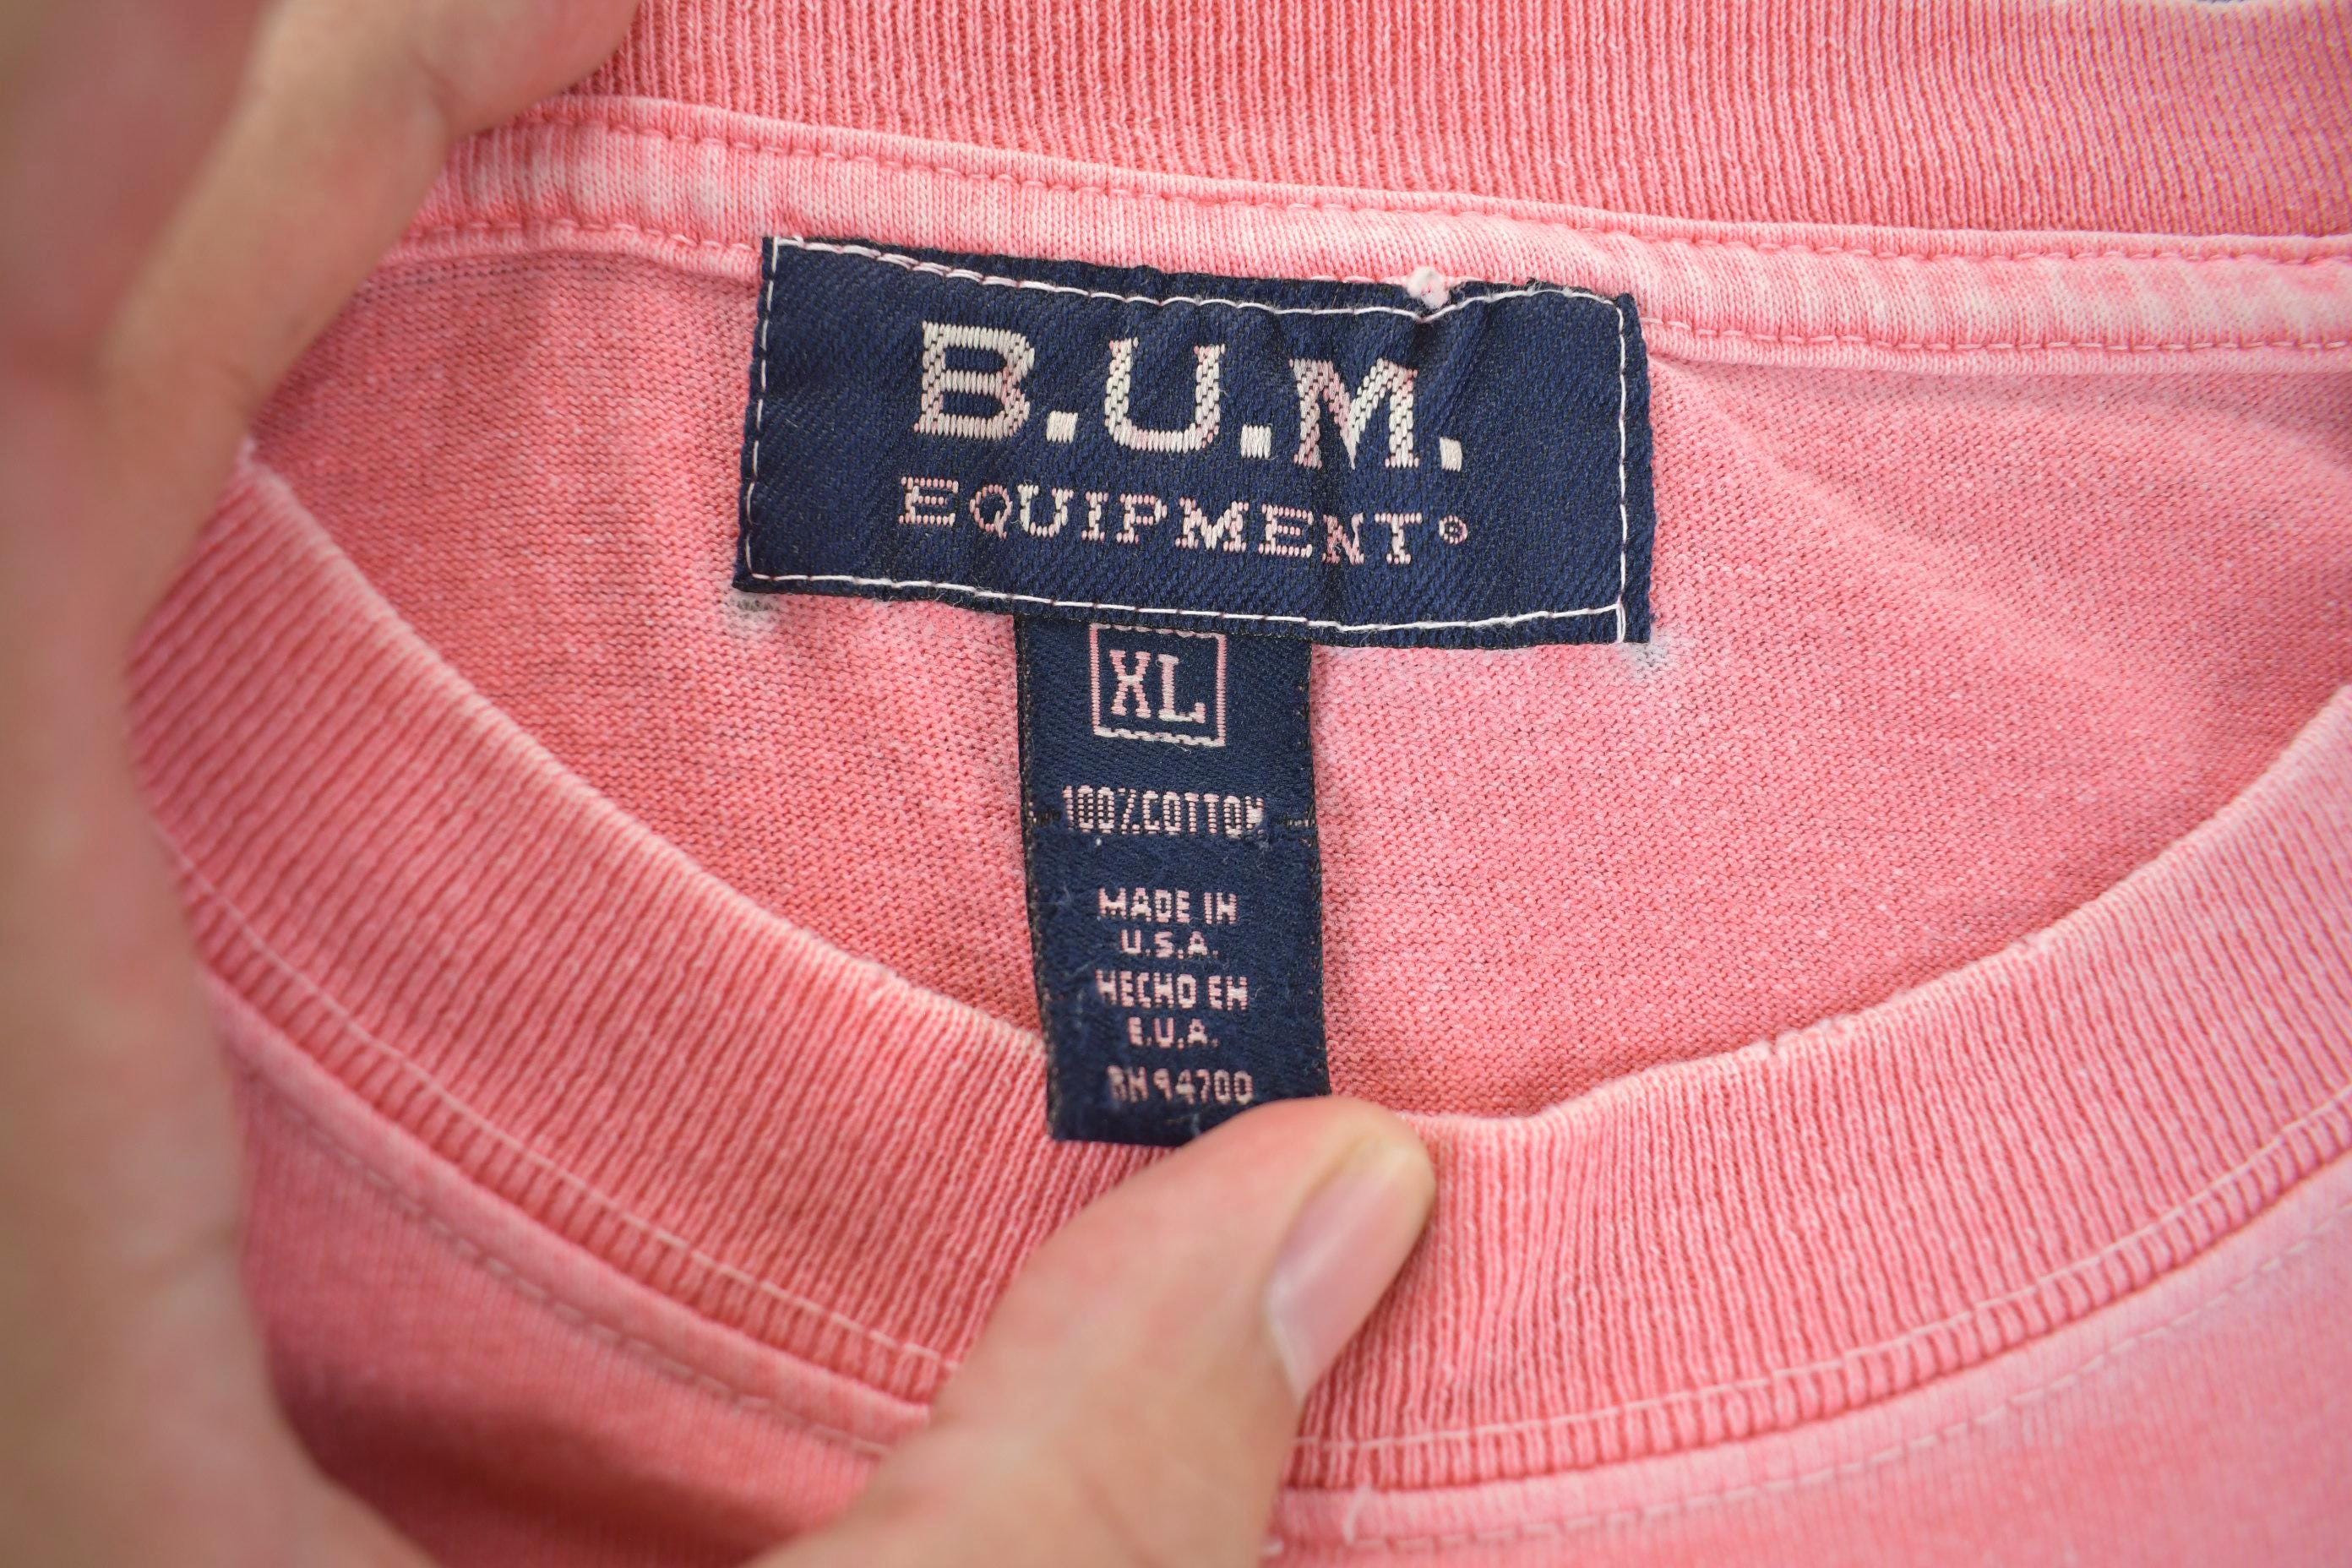 B.U.M.
EQUIPMENT®
XL
100% COTTON
MADE IN
U.S.A.
HECHO EN
E.U.A.
RN 94700